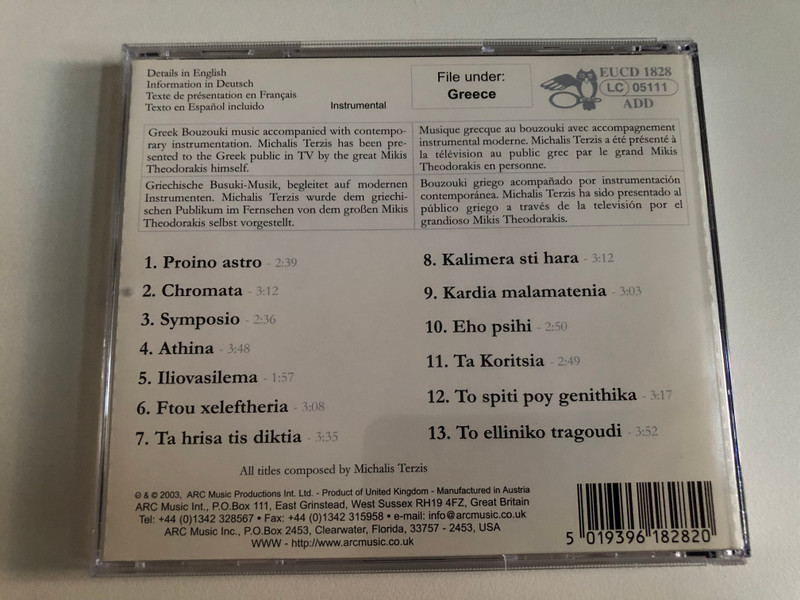 Details in English
Information in Deutsch
Texte de présentation en Français
Texto en Español incluido
Instrumental
File under:
Greece
EUCD 1828
LC 05111
ADD
Greek Bouzouki music accompanied with contempo-
rary instrumentation. Michalis Terzis has been pre-
sented to the Greek public in TV by the great Mikis
Theodorakis himself.
Musique grecque au bouzouki avec accompagnement
instrumental moderne. Michalis Terzis a été présenté à
la télévision au public grec par le grand Mikis
Theodorakis en personne.
Griechische Busuki-Musik, begleitet auf modernen
Instrumenten. Michalis Terzis wurde dem griechi-
schen Publikum im Fernsehen von dem großen Mikis
Theodorakis selbst vorgestellt.
Bouzouki griego acompañado por instrumentación
contemporánea. Michalis Terzis ha sido presentado al
público griego a través de la televisión por el
grandioso Mikis Theodorakis.
1. Proino astro - 2:39
2. Chromata - 3:12
3. Symposio - 2:36
4. Athina - 3:48
5. Iliovasilema - 1:57
6. Ftou xeleftheria - 3:08
7. Ta hrisa tis diktia - 3:35
8. Kalimera sti hara - 3:12
9. Kardia malamatenia - 3:03
10. Eho psihi - 2:50
11. Ta Koritsia - 2:49
12. To spiti poy genithika - 3:17
13. To elliniko tragoudi - 3:52
All titles composed by Michalis Terzis
℗ & © 2003, ARC Music Productions Int. Ltd. - Product of United Kingdom - Manufactured in Austria
ARC Music Int., P.O.Box 111, East Grinstead, West Sussex RH19 4FZ, Great Britain
Tel: +44 (0)1342 328567 • Fax: +44 (0)1342 315958 • e-mail: info@arcmusic.co.uk
ARC Music Inc., P.O.Box 2453, Clearwater, Florida, 33757 - 2453, USA
WWW - http://www.arcmusic.co.uk
5 019396 182820